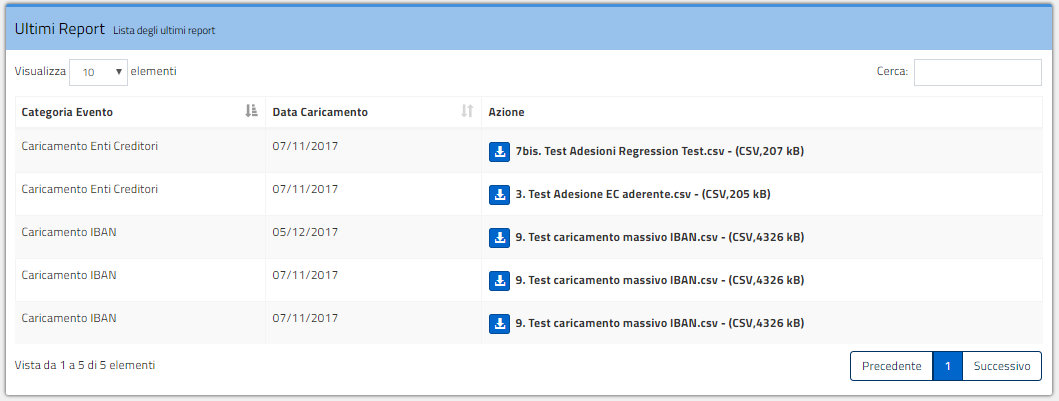 Ultimi Report Lista degli ultimi report
Visualizza 10 elementi Cerca:
Categoria Evento Data Caricamento Azione
Caricamento Enti Creditori 07/11/2017 7bis. Test Adesioni Regression Test.csv - (CSV,207 kB)
Caricamento Enti Creditori 07/11/2017 3. Test Adesione EC aderente.csv - (CSV,205 kB)
Caricamento IBAN 05/12/2017 9. Test caricamento massivo IBAN.csv - (CSV,4326 kB)
Caricamento IBAN 07/11/2017 9. Test caricamento massivo IBAN.csv - (CSV,4326 kB)
Caricamento IBAN 07/11/2017 9. Test caricamento massivo IBAN.csv - (CSV,4326 kB)
Vista da 1 a 5 di 5 elementi Precedente 1 Successivo